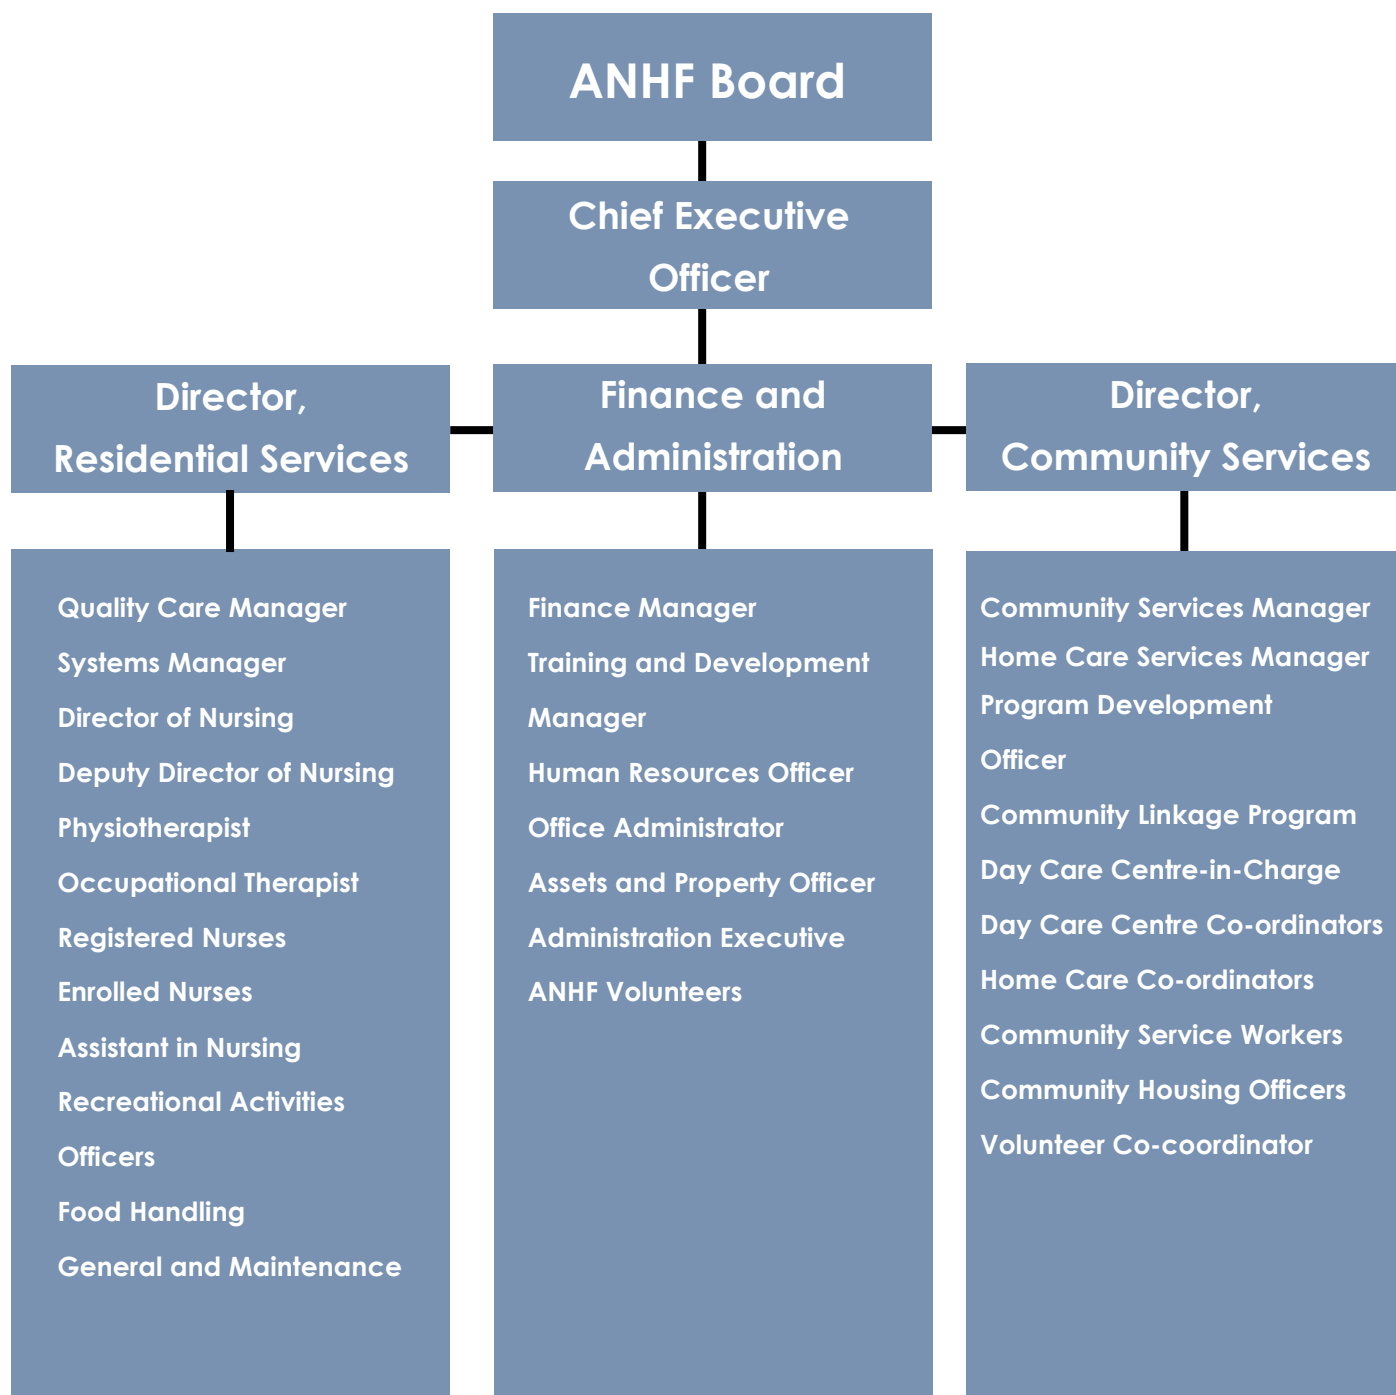 ANHF Board
Chief Executive
Officer
Director,
Residential Services
Finance and
Administration
Director,
Community Services
Quality Care Manager
Systems Manager
Director of Nursing
Deputy Director of Nursing
Physiotherapist
Occupational Therapist
Registered Nurses
Enrolled Nurses
Assistant in Nursing
Recreational Activities
Officers
Food Handling
General and Maintenance
Finance Manager
Training and Development
Manager
Human Resources Officer
Office Administrator
Assets and Property Officer
Administration Executive
ANHF Volunteers
Community Services Manager
Home Care Services Manager
Program Development
Officer
Community Linkage Program
Day Care Centre-in-Charge
Day Care Centre Co-ordinators
Home Care Co-ordinators
Community Service Workers
Community Housing Officers
Volunteer Co-coordinator